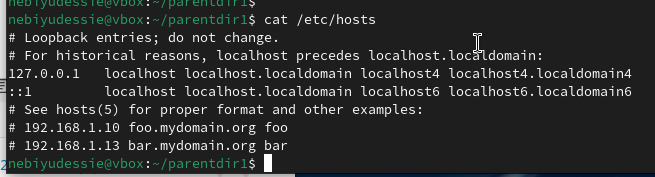 nebiyudessie@vbox:~/parentdir1$
nebiyudessie@vbox:~/parentdir1$ cat /etc/hosts
# Loopback entries; do not change.
# For historical reasons, localhost precedes localhost.localdomain:
127.0.0.1   localhost localhost.localdomain localhost4 localhost4.localdomain4
::1         localhost localhost.localdomain localhost6 localhost6.localdomain6
# See hosts(5) for proper format and other examples:
# 192.168.1.10 foo.mydomain.org foo
# 192.168.1.13 bar.mydomain.org bar
nebiyudessie@vbox:~/parentdir1$